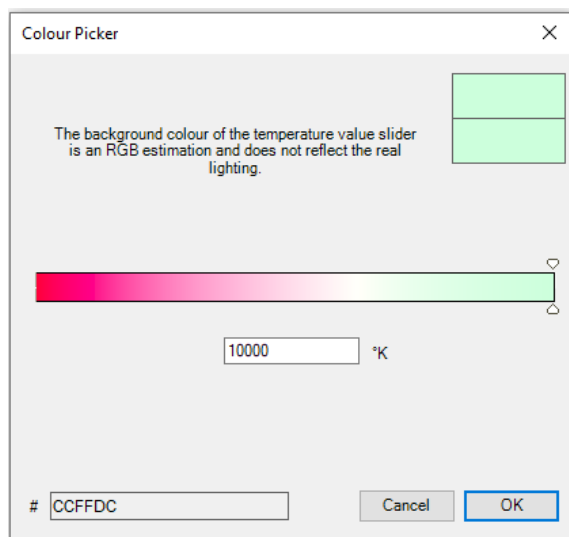 Colour Picker
The background colour of the temperature value slider
is an RGB estimation and does not reflect the real
lighting.
10000 °K
# CCFFDC
Cancel OK